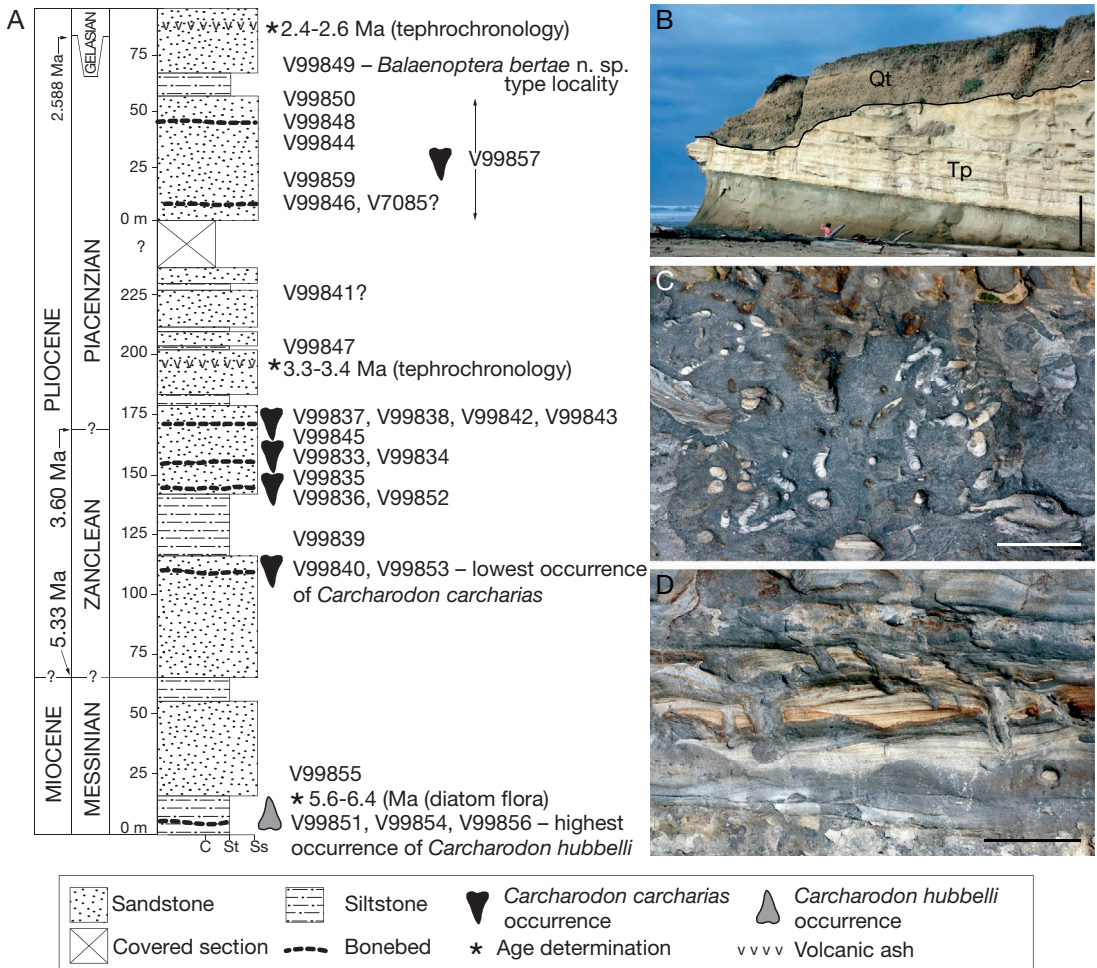 A
GELASIAN
2.588 Ma
PLIOCENE
PIACENZIAN
3.60 Ma
?
ZANCLEAN
5.33 Ma
? ?
MIOCENE
MESSINIAN
75
50
25
0 m
?
225
200
175
150
125
100
75
50
25
0 m
C St Ss
v v v v v v v v
*2.4-2.6 Ma (tephrochronology)
V99849 – Balaenoptera bertae n. sp.
type locality
V99850
V99848
V99844
V99857
V99859
V99846, V7085?
V99841?
V99847
v v v v v v v v
*3.3-3.4 Ma (tephrochronology)
V99837, V99838, V99842, V99843
V99845
V99833, V99834
V99835
V99836, V99852
V99839
V99840, V99853 – lowest occurrence
of Carcharodon carcharias
V99855
* 5.6-6.4 (Ma (diatom flora)
V99851, V99854, V99856 – highest
occurrence of Carcharodon hubbelli
B
Qt
Tp
C
D
Sandstone
Siltstone
Carcharodon carcharias
occurrence
Carcharodon hubbelli
occurrence
Covered section
Bonebed
* Age determination
v v v v Volcanic ash